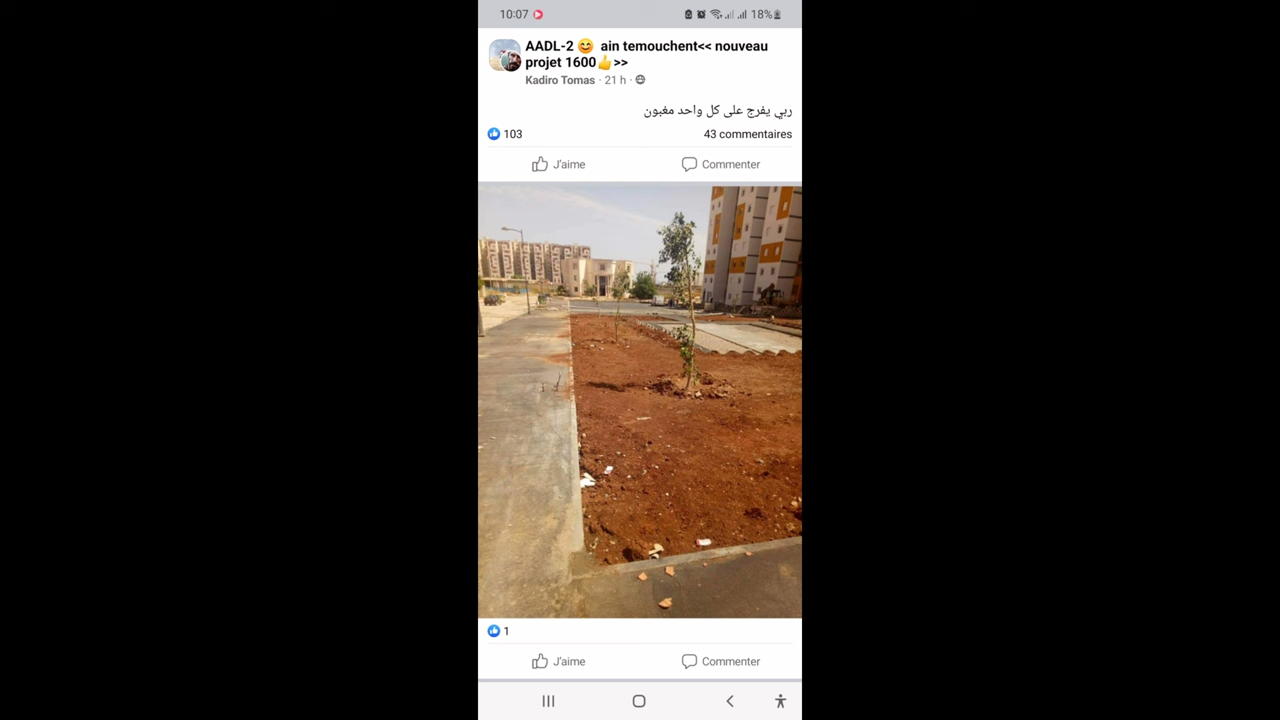 10:07
18%
AADL-2 😊 ain temouchent<< nouveau
projet 1600👍>>
Kadiro Tomas · 21 h ·
ربي يفرج على كل واحد مغبون
103
43 commentaires
J'aime
Commenter
1
J'aime
Commenter